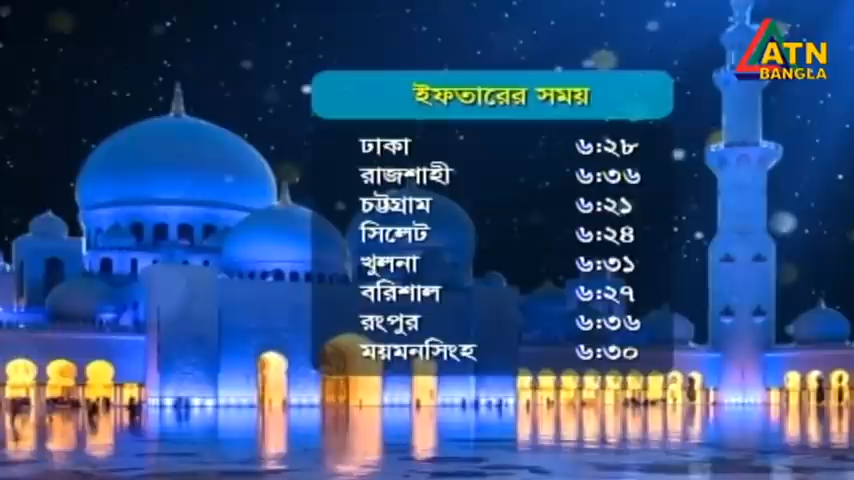 ATN
BANGLA
ইফতারের সময়
ঢাকা ৬:২৮
রাজশাহী ৬:৩৬
চট্টগ্রাম ৬:২১
সিলেট ৬:২৪
খুলনা ৬:৩১
বরিশাল ৬:২৭
রংপুর ৬:৩৬
ময়মনসিংহ ৬:৩০